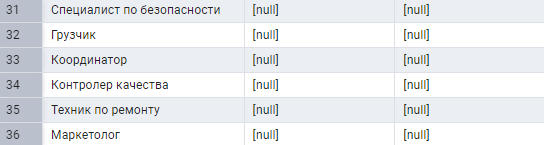 31 Специалист по безопасности [null] [null]
32 Грузчик [null] [null]
33 Координатор [null] [null]
34 Контролер качества [null] [null]
35 Техник по ремонту [null] [null]
36 Маркетолог [null] [null]